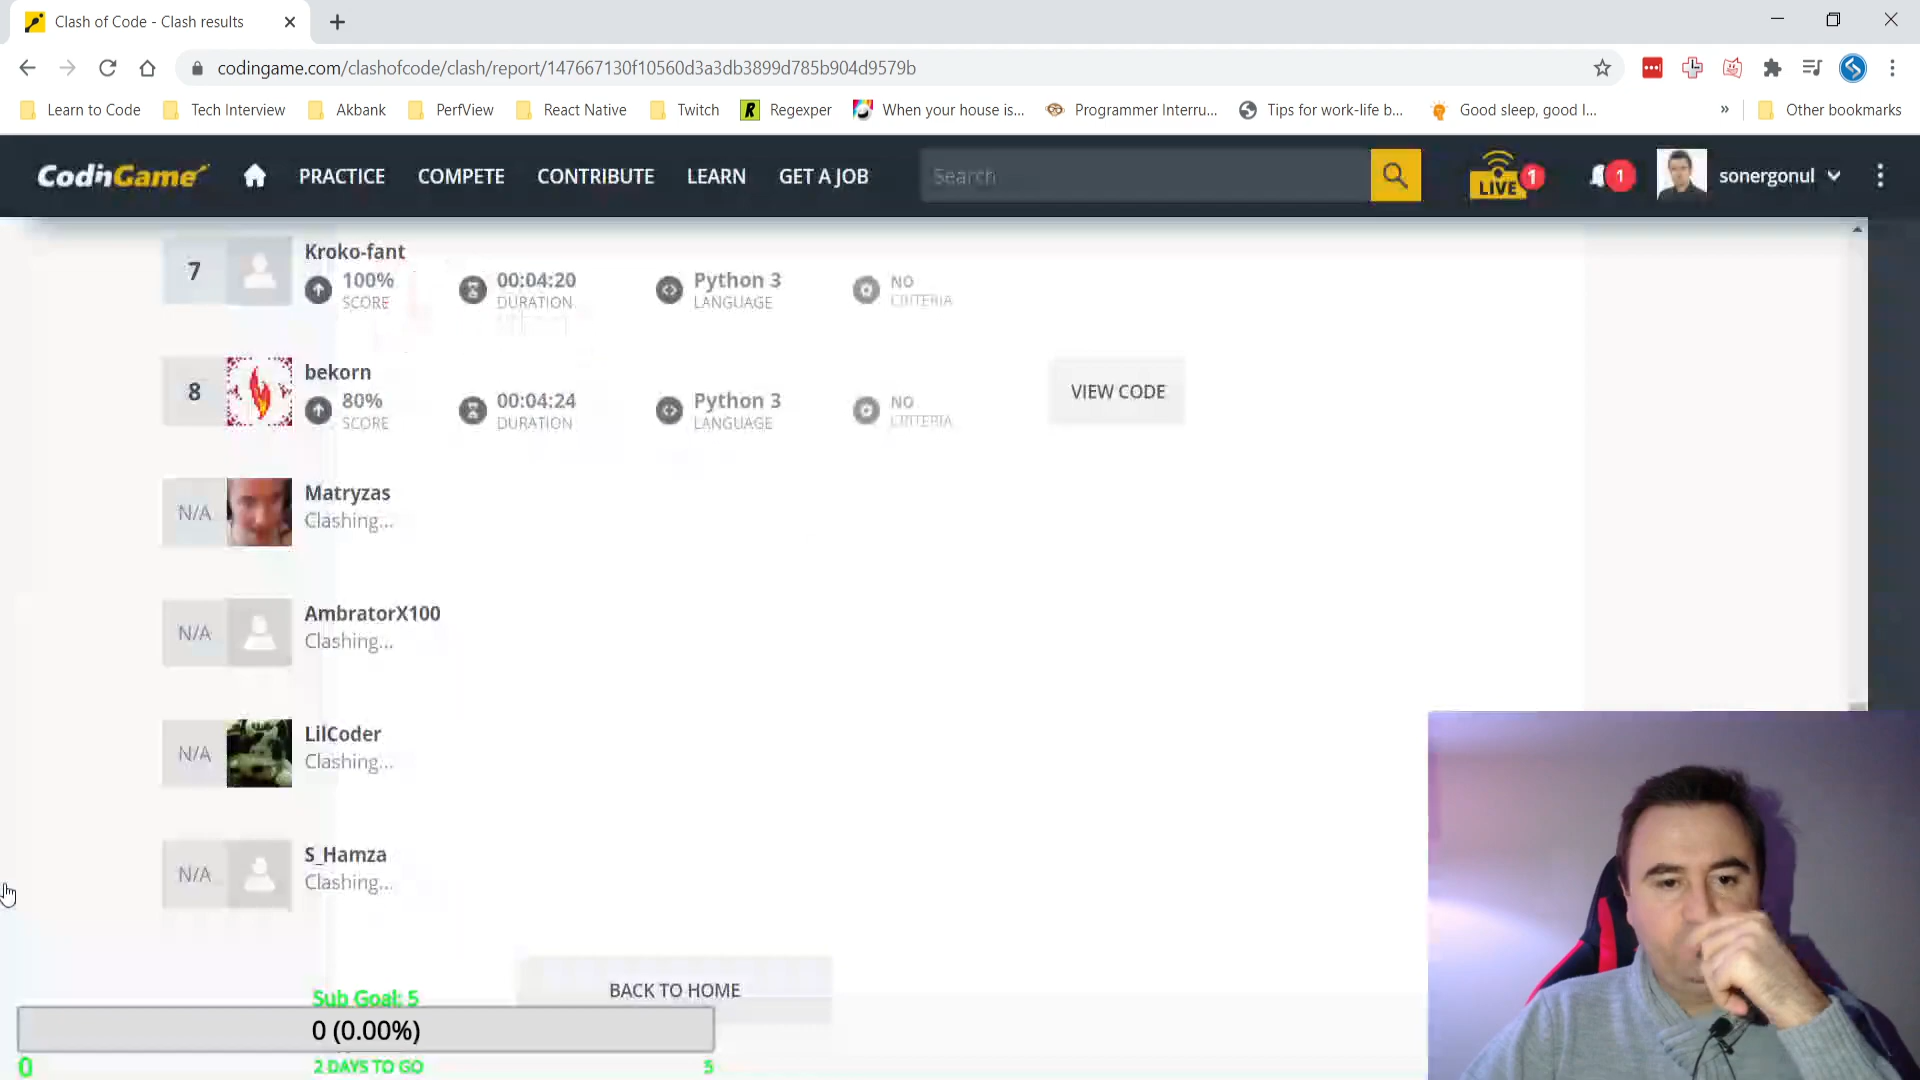 Clash of Code - Clash results
codingame.com/clashofcode/clash/report/147667130f10560d3a3db3899d785b904d9579b
Learn to Code
Tech Interview
Akbank
PerfView
React Native
Twitch
R Regexper
When your house is...
Programmer Interru...
Tips for work-life b...
Good sleep, good l...
»
Other bookmarks
CodinGame
PRACTICE
COMPETE
CONTRIBUTE
LEARN
GET A JOB
Search
LIVE
1
1
sonergonul
7
Kroko-fant
100%
SCORE
00:04:20
DURATION
Python 3
LANGUAGE
NO
CRITERIA
8
bekorn
80%
SCORE
00:04:24
DURATION
Python 3
LANGUAGE
NO
CRITERIA
VIEW CODE
N/A
Matryzas
Clashing...
N/A
AmbratorX100
Clashing...
N/A
LilCoder
Clashing...
N/A
S_Hamza
Clashing...
BACK TO HOME
Sub Goal: 5
0 (0.00%)
0
2 DAYS TO GO
5